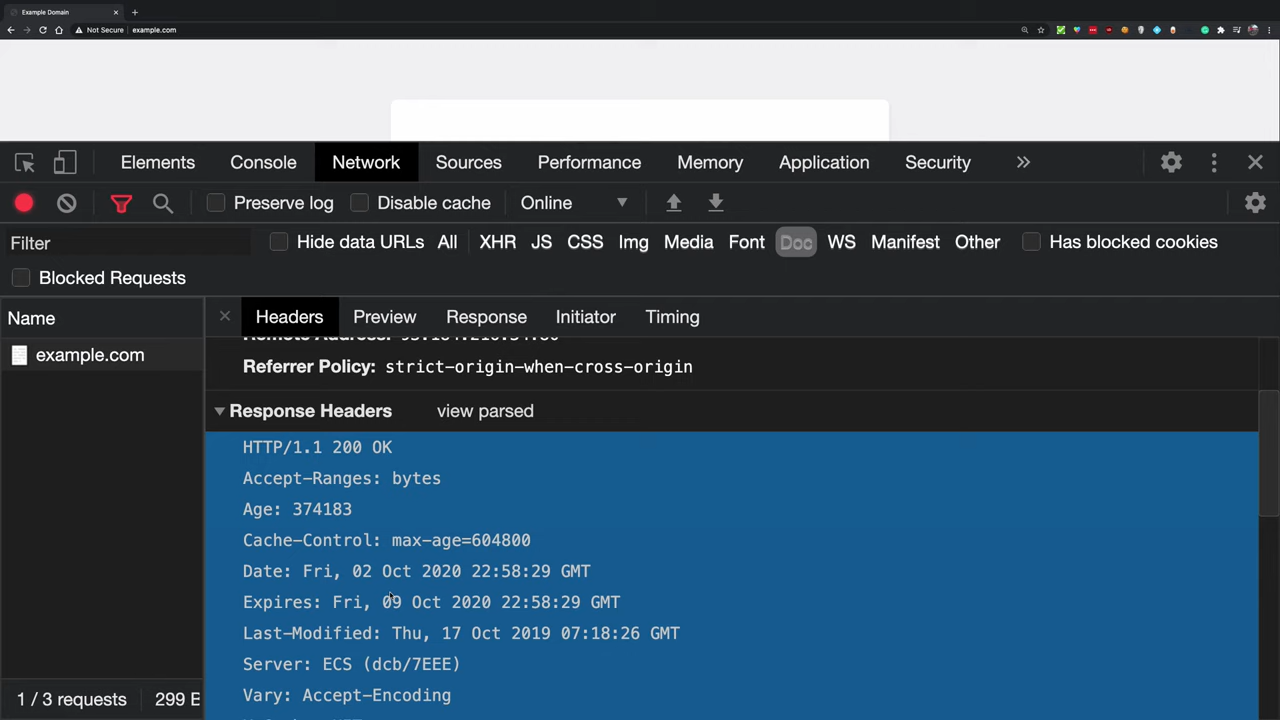 Example Domain
Not Secure example.com
Elements Console Network Sources Performance Memory Application Security
Preserve log Disable cache Online
Filter Hide data URLs All XHR JS CSS Img Media Font Doc WS Manifest Other Has blocked cookies
Blocked Requests
Name Headers Preview Response Initiator Timing
example.com
Remote Address:
Referrer Policy: strict-origin-when-cross-origin
Response Headers view parsed
HTTP/1.1 200 OK
Accept-Ranges: bytes
Age: 374183
Cache-Control: max-age=604800
Date: Fri, 02 Oct 2020 22:58:29 GMT
Expires: Fri, 09 Oct 2020 22:58:29 GMT
Last-Modified: Thu, 17 Oct 2019 07:18:26 GMT
Server: ECS (dcb/7EEE)
Vary: Accept-Encoding
1 / 3 requests 299 B